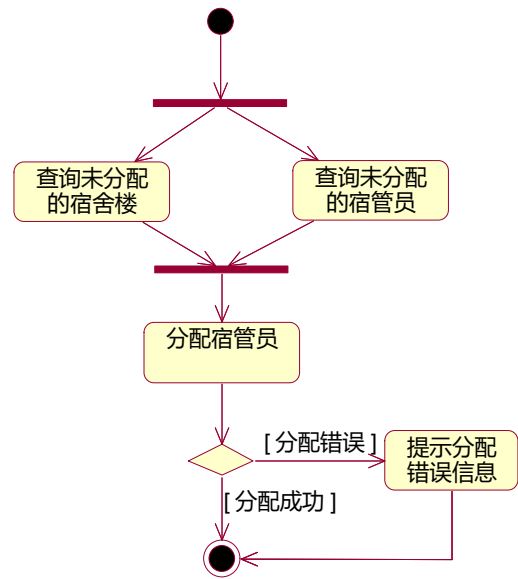 查询未分配
的宿舍楼
查询未分配
的宿管员
分配宿管员
[ 分配错误 ]
提示分配
错误信息
[ 分配成功 ]